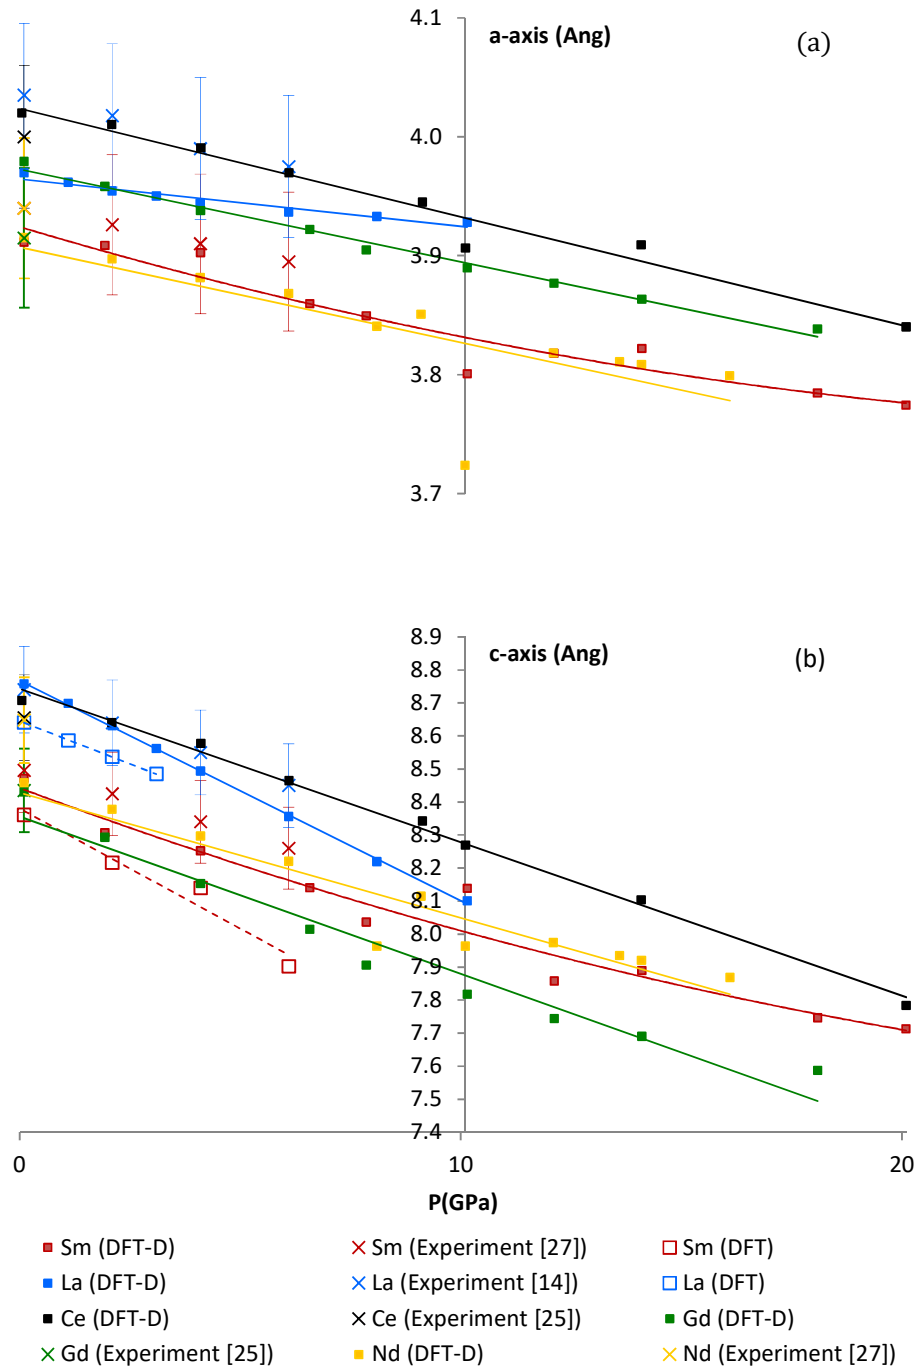 4.1
a-axis (Ang)
(a)
4.0
3.9
3.8
3.7
8.9
c-axis (Ang)
(b)
8.8
8.7
8.6
8.5
8.4
8.3
8.2
8.1
8.0
7.9
7.8
7.7
7.6
7.5
7.4
0 10 20
P(GPa)
Sm (DFT-D) Sm (Experiment [27]) Sm (DFT)
La (DFT-D) La (Experiment [14]) La (DFT)
Ce (DFT-D) Ce (Experiment [25]) Gd (DFT-D)
Gd (Experiment [25]) Nd (DFT-D) Nd (Experiment [27])